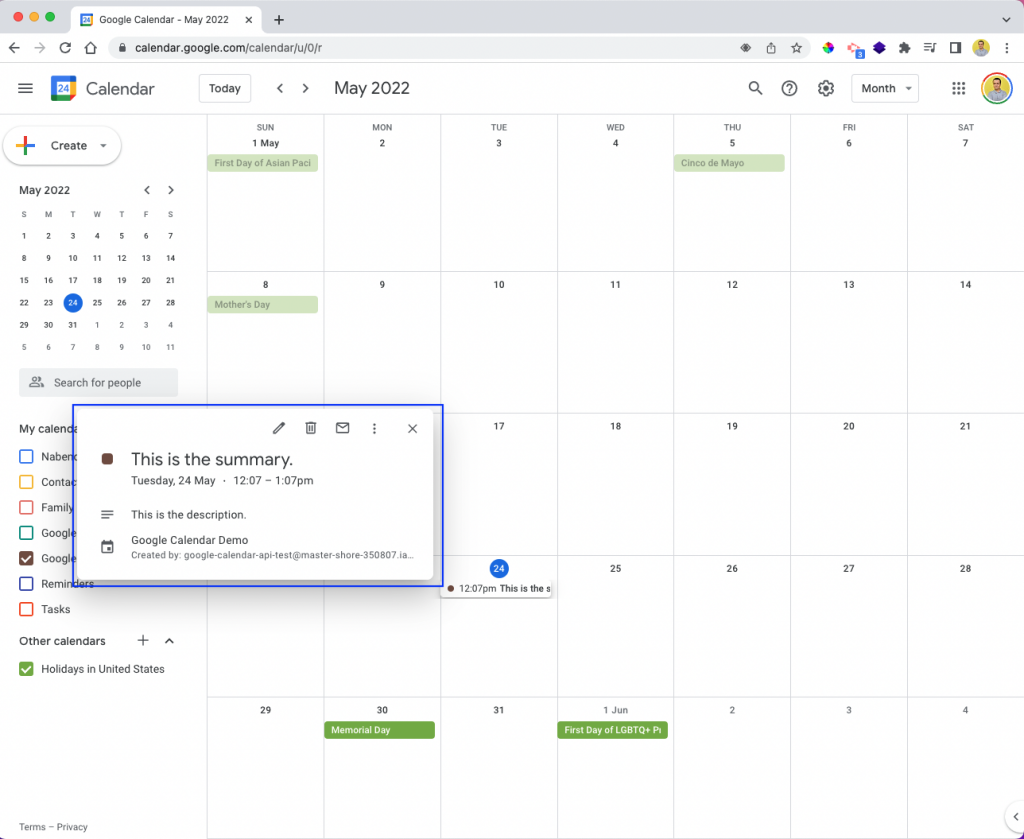 Google Calendar - May 2022
calendar.google.com/calendar/u/0/r
3
24 Calendar Today May 2022 Month
Create
May 2022
S M T W T F S
1 2 3 4 5 6 7
8 9 10 11 12 13 14
15 16 17 18 19 20 21
22 23 24 25 26 27 28
29 30 31 1 2 3 4
5 6 7 8 9 10 11
Search for people
My calenda
Nabend
Contac
Family
Google
Google
Reminders
Tasks
Other calendars
Holidays in United States
Terms – Privacy
SUN MON TUE WED THU FRI SAT
1 May 2 3 4 5 6 7
First Day of Asian Paci Cinco de Mayo
8 9 10 11 12 13 14
Mother's Day
17 18 19 20 21
24 25 26 27 28
12:07pm This is the s
29 30 31 1 Jun 2 3 4
Memorial Day First Day of LGBTQ+ Pr
This is the summary.
Tuesday, 24 May · 12:07 – 1:07pm
This is the description.
Google Calendar Demo
Created by: google-calendar-api-test@master-shore-350807.ia...